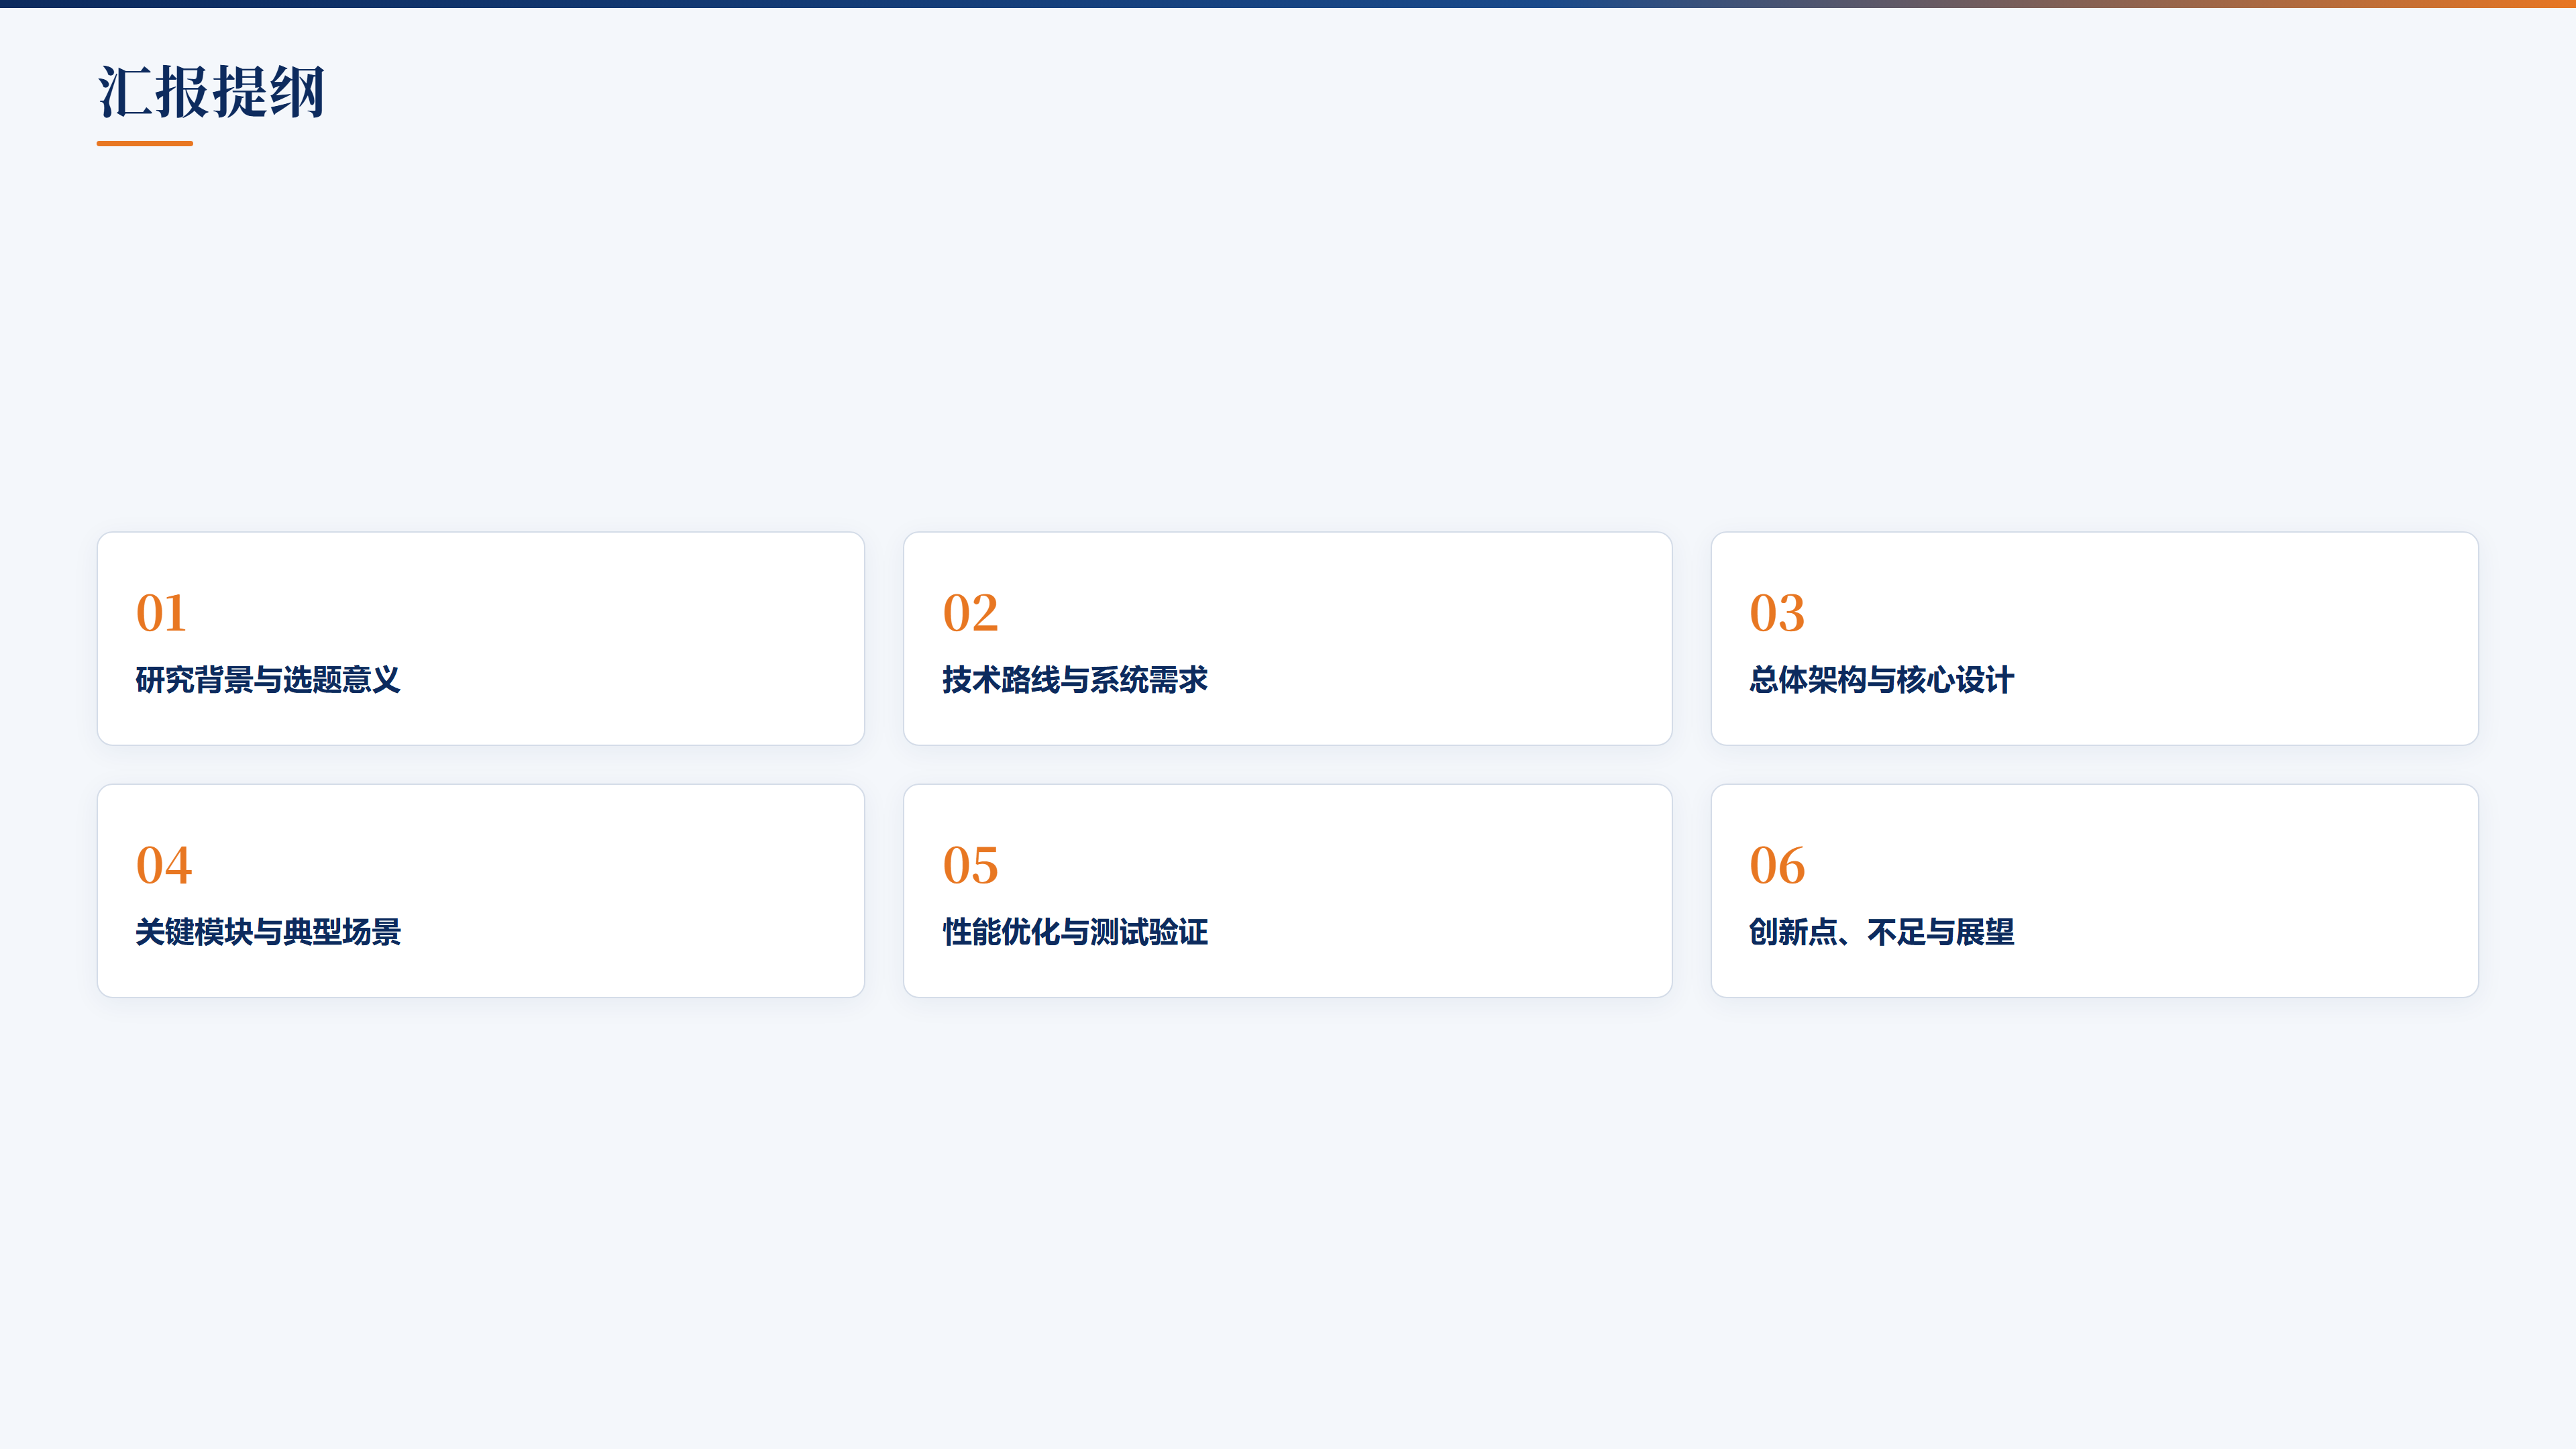 汇报提纲
01
研究背景与选题意义
02
技术路线与系统需求
03
总体架构与核心设计
04
关键模块与典型场景
05
性能优化与测试验证
06
创新点、不足与展望